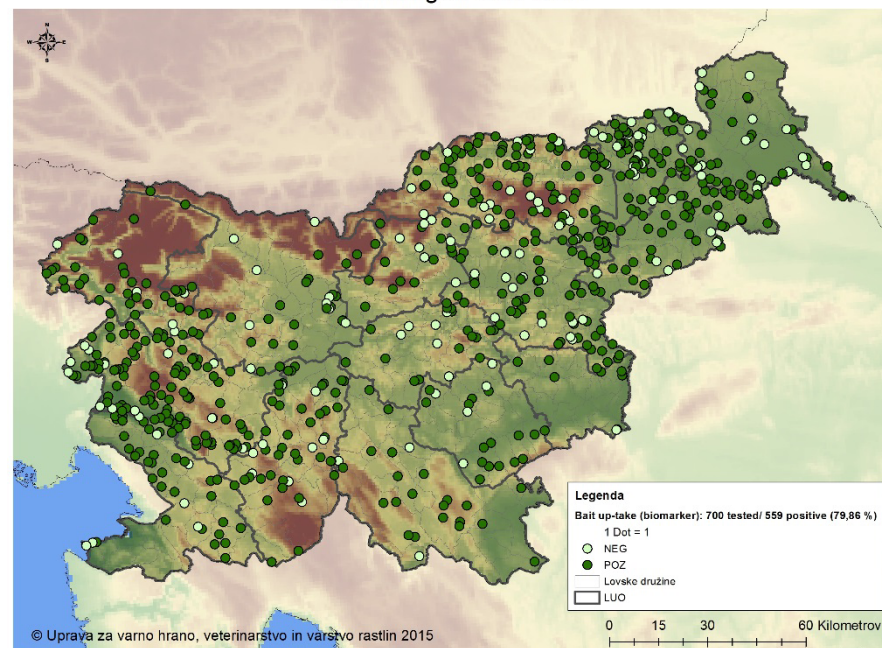 N
W E
S
Legenda
Bait up-take (biomarker): 700 tested/ 559 positive (79,86 %)
1 Dot = 1
NEG
POZ
Lovske družine
LUO
© Uprava za varno hrano, veterinarstvo in varstvo rastlin 2015
0 15 30 60 Kilometrov